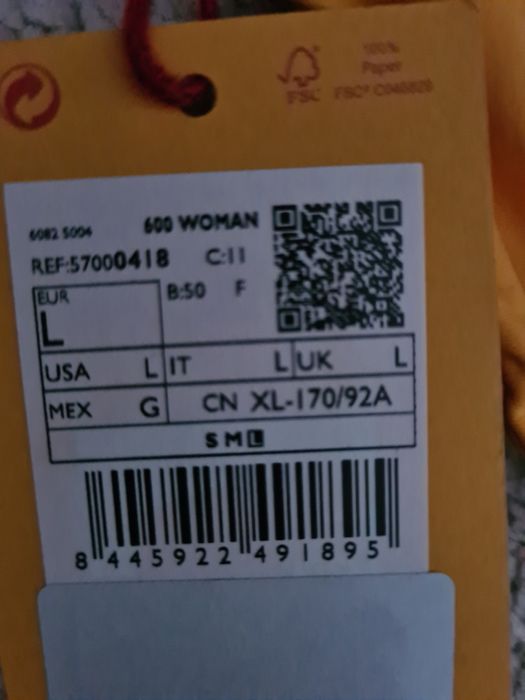 FSC
100%
Paper
FSC®
6082 5004
600 WOMAN
REF:57000418 C:11
EUR
L
B:50 F
USA L IT L UK L
MEX G CN XL-170/92A
S M L
8 445922 491895